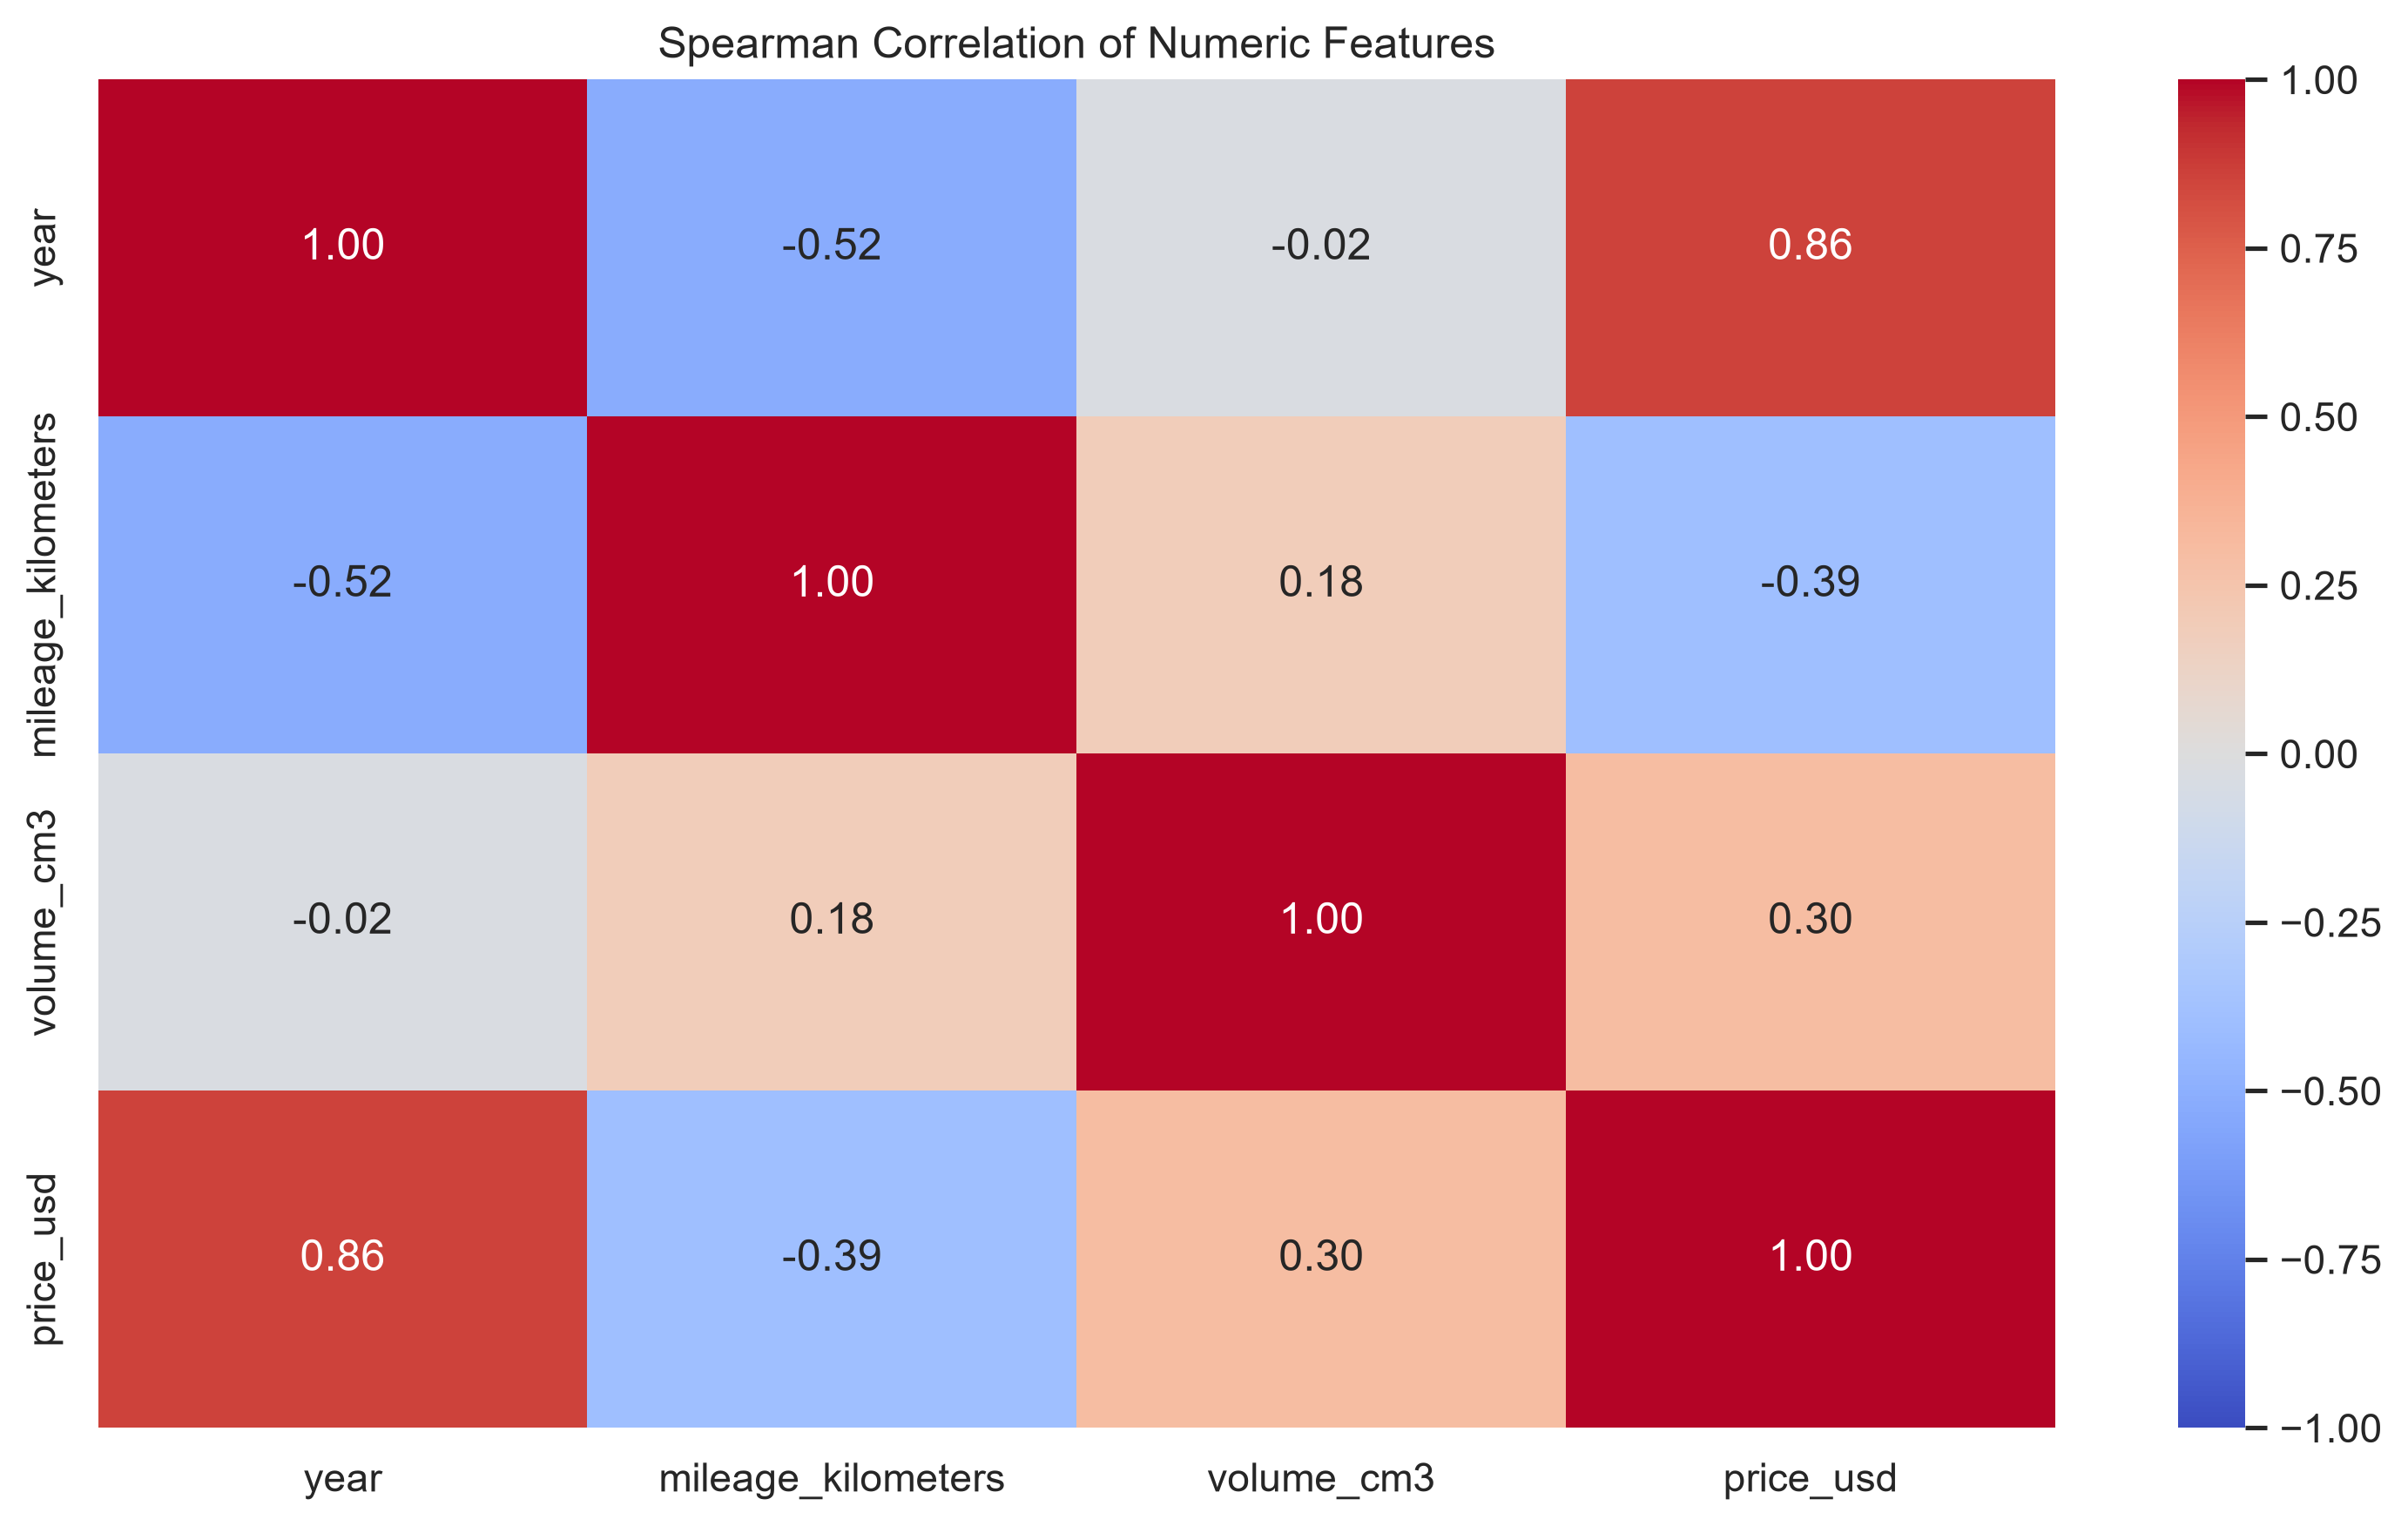 Spearman Correlation of Numeric Features
year 1.00 -0.52 -0.02 0.86
mileage_kilometers -0.52 1.00 0.18 -0.39
volume_cm3 -0.02 0.18 1.00 0.30
price_usd 0.86 -0.39 0.30 1.00
year mileage_kilometers volume_cm3 price_usd
1.00
0.75
0.50
0.25
0.00
−0.25
−0.50
−0.75
−1.00